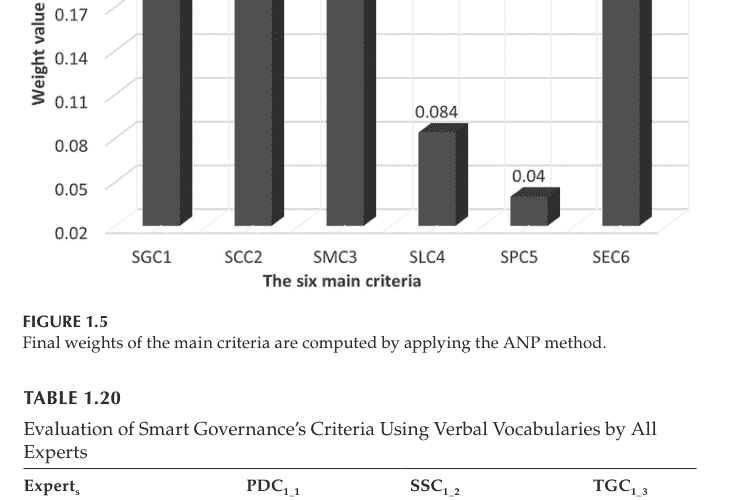 0.17
Weight value
0.14
0.11
0.084
0.08
0.04
0.05
0.02
SGC1 SCC2 SMC3 SLC4 SPC5 SEC6
The six main criteria
FIGURE 1.5
Final weights of the main criteria are computed by applying the ANP method.
TABLE 1.20
Evaluation of Smart Governance's Criteria Using Verbal Vocabularies by All
Experts
Experts PDC1_1 SSC1_2 TGC1_3